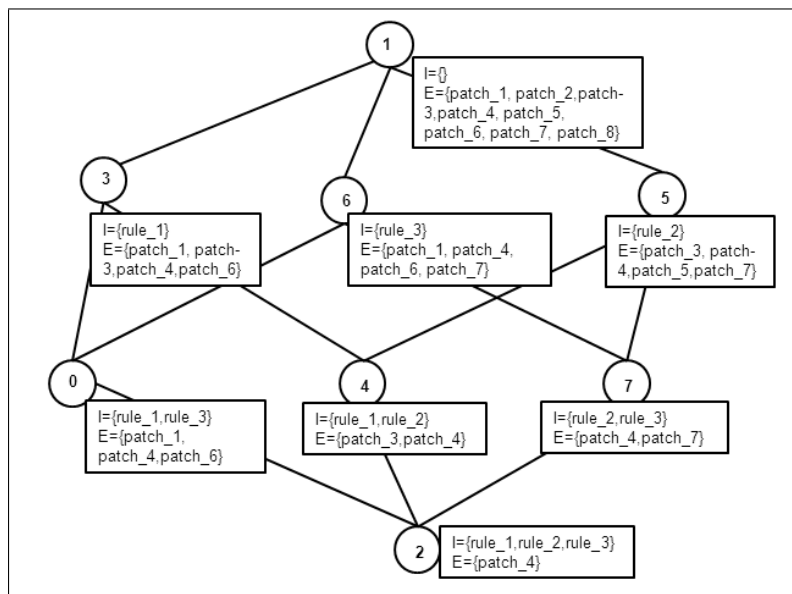 1
I={}
E={patch_1, patch_2,patch-
3,patch_4, patch_5,
patch_6, patch_7, patch_8}
3
6
5
I={rule_1}
E={patch_1, patch-
3,patch_4,patch_6}
I={rule_3}
E={patch_1, patch_4,
patch_6, patch_7}
I={rule_2}
E={patch_3, patch-
4,patch_5,patch_7}
0
4
7
I={rule_1,rule_3}
E={patch_1,
patch_4,patch_6}
I={rule_1,rule_2}
E={patch_3,patch_4}
I={rule_2,rule_3}
E={patch_4,patch_7}
2
I={rule_1,rule_2,rule_3}
E={patch_4}